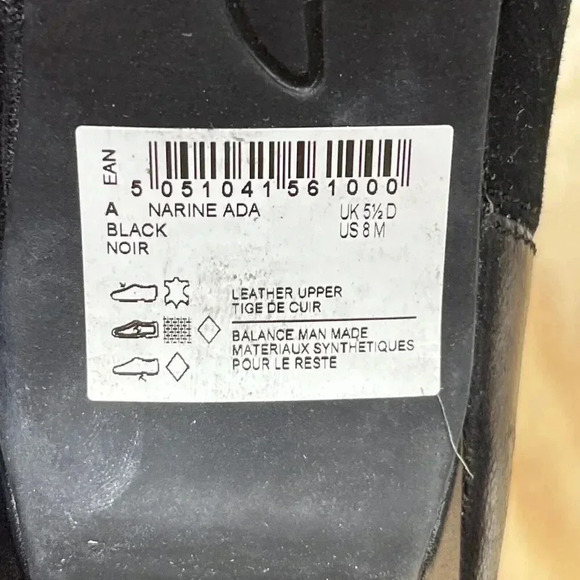 EAN
5 051041 561000
A NARINE ADA UK 5½ D
BLACK US 8 M
NOIR
LEATHER UPPER
TIGE DE CUIR
BALANCE MAN MADE
MATERIAUX SYNTHETIQUES
POUR LE RESTE